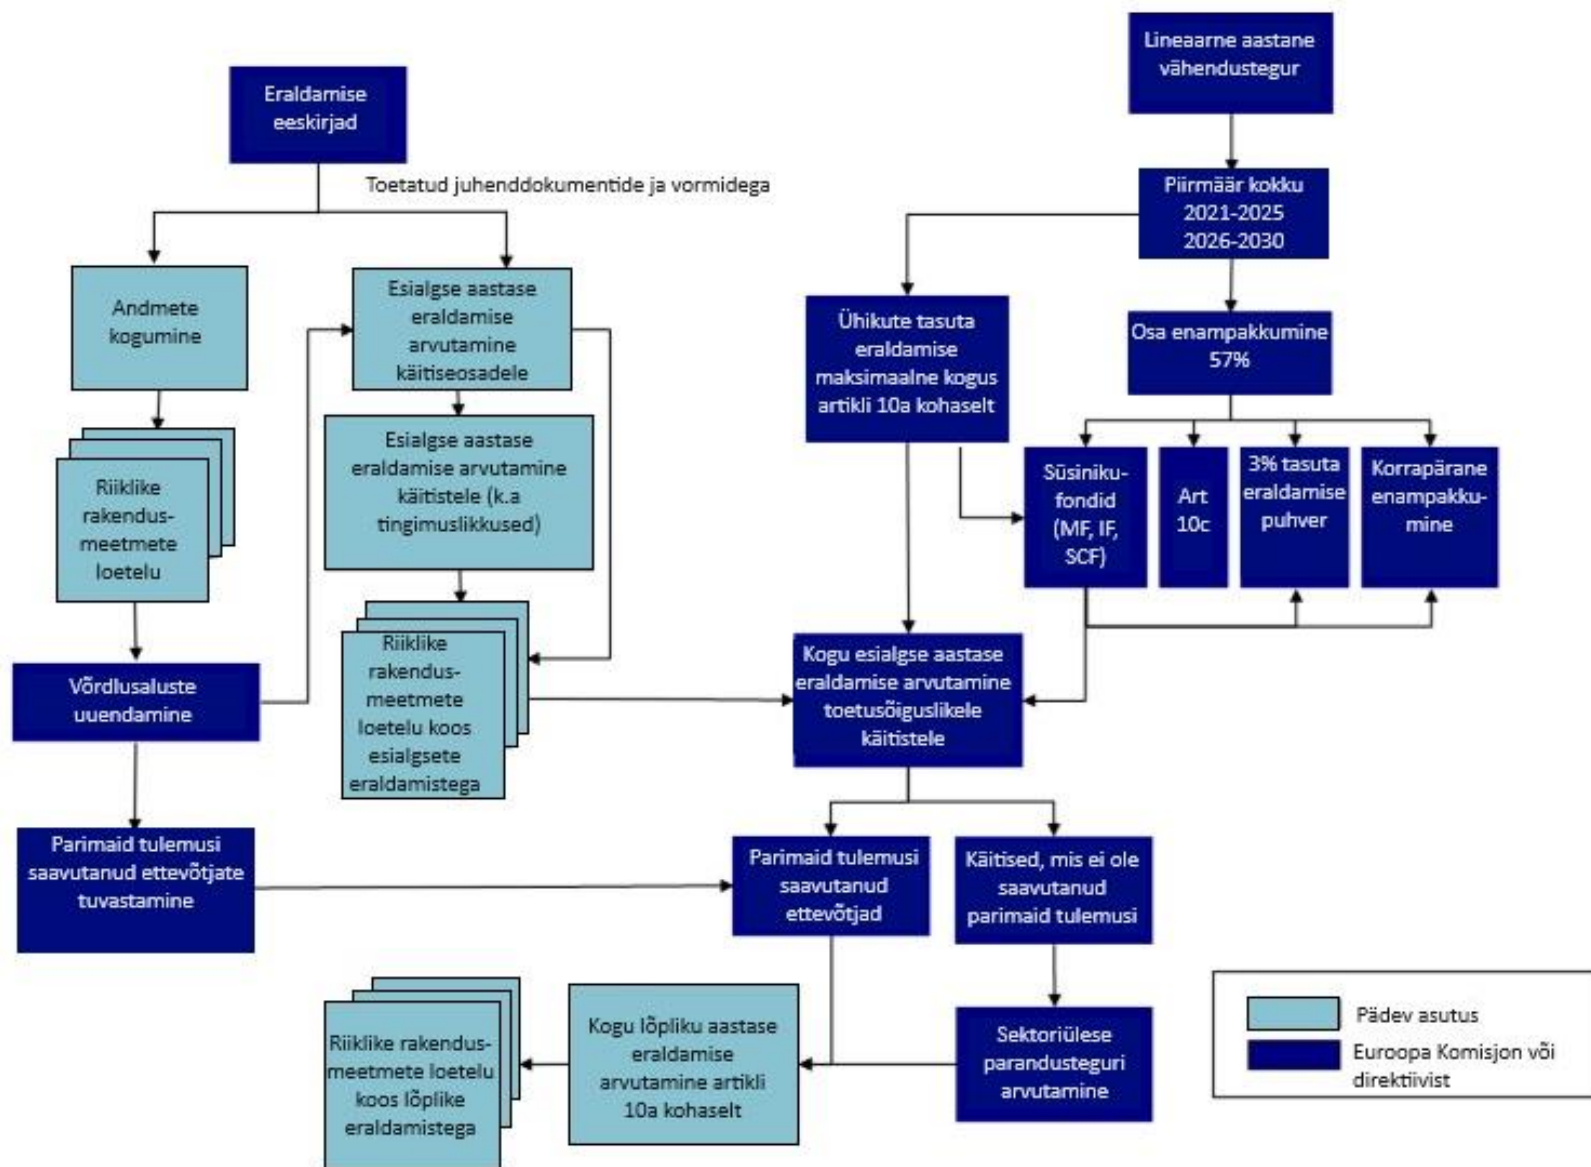 Lineaarne aastane
vähendustegur
Eraldamise
eeskirjad
Toetatud juhenddokumentide ja vormidega
Piirmäär kokku
2021-2025
2026-2030
Andmete
kogumine
Esialgse aastase
eraldamise
arvutamine
käitiseosadele
Ühikute tasuta
eraldamise
maksimaalne kogus
artikli 10a kohaselt
Osa enampakkumine
57%
Esialgse aastase
eraldamise arvutamine
käitistele (k.a
tingimuslikkused)
Riiklike
rakendus-
meetmete
loetelu
Süsiniku-
fondid
(MF, IF,
SCF)
Art
10c
3% tasuta
eraldamise
puhver
Korrapärane
enampakku-
mine
Võrdlusaluste
uuendamine
Riiklike
rakendus-
meetmete
loetelu koos
esialgsete
eraldamistega
Kogu esialgse aastase
eraldamise arvutamine
toetusõiguslikele
käitistele
Parimaid tulemusi
saavutanud ettevõtjate
tuvastamine
Parimaid tulemusi
saavutanud
ettevõtjad
Käitised, mis ei ole
saavutanud
parimaid tulemusi
Riiklike rakendus-
meetmete loetelu
koos lõplike
eraldamistega
Kogu lõpliku aastase
eraldamise
arvutamine artikli
10a kohaselt
Sektoriülese
parandusteguri
arvutamine
Pädev asutus
Euroopa Komisjon või
direktiivist